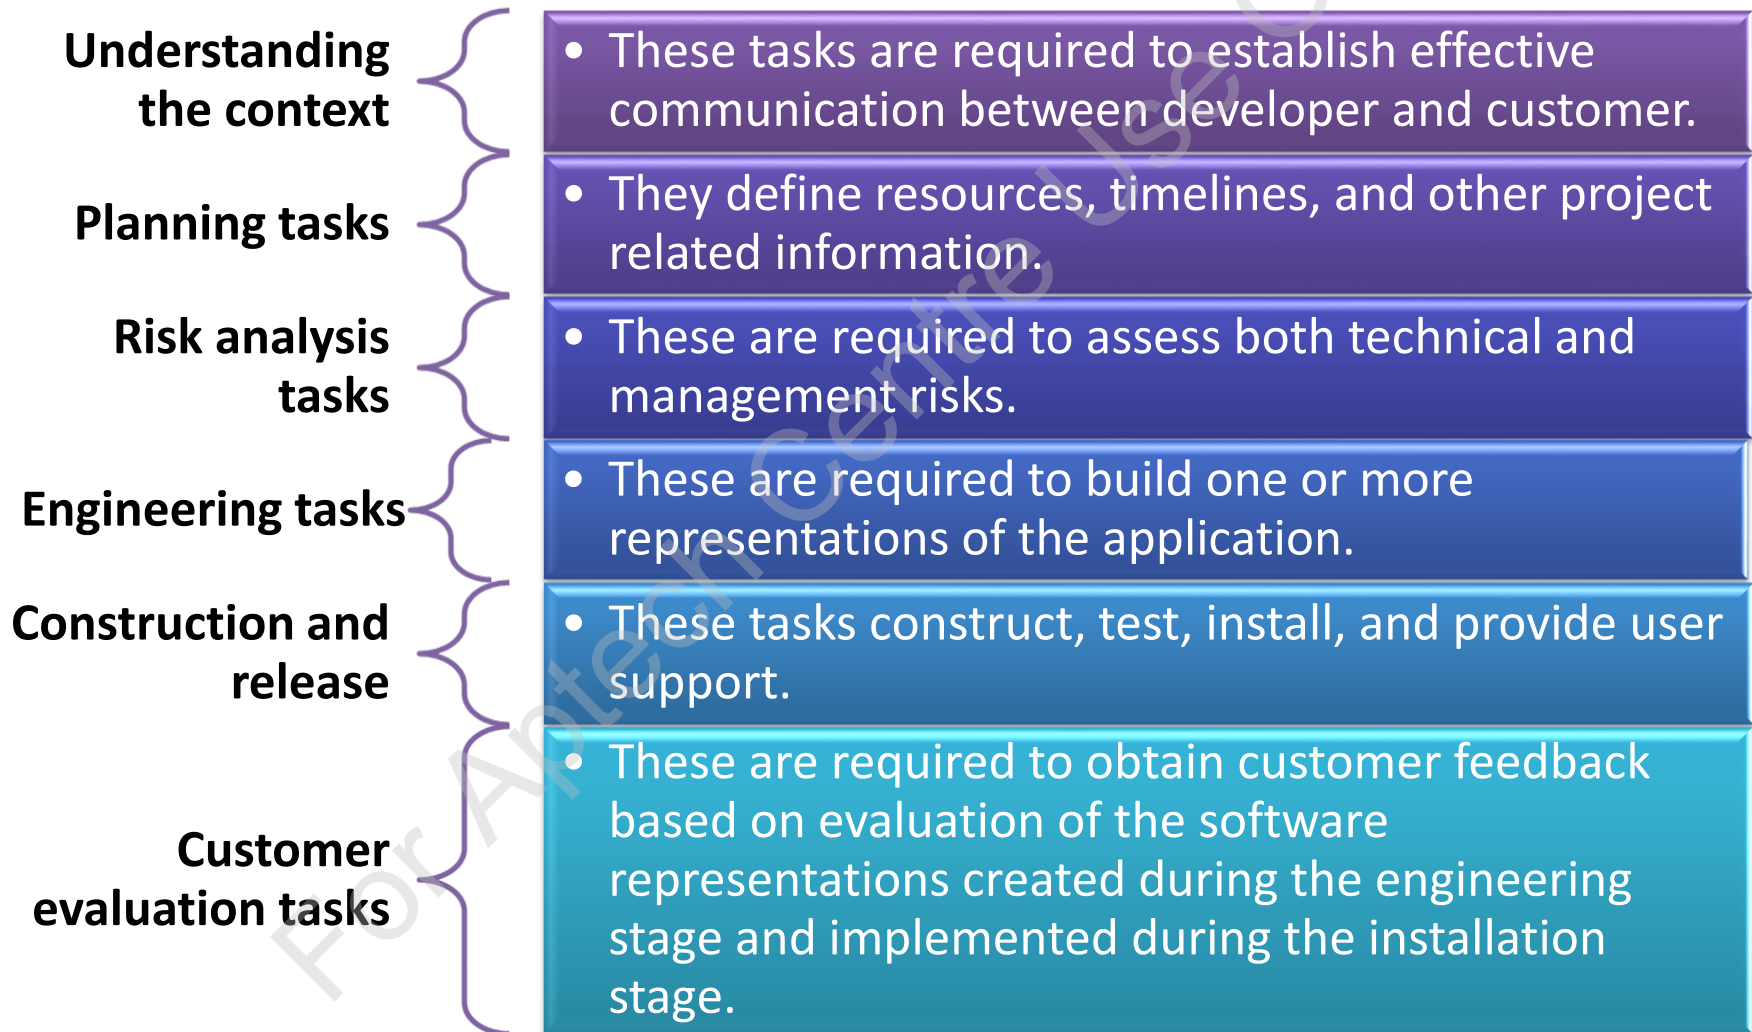 Understanding
the context
• These tasks are required to establish effective
communication between developer and customer.
Planning tasks
• They define resources, timelines, and other project
related information.
Risk analysis
tasks
• These are required to assess both technical and
management risks.
Engineering tasks
• These are required to build one or more
representations of the application.
Construction and
release
• These tasks construct, test, install, and provide user
support.
Customer
evaluation tasks
• These are required to obtain customer feedback
based on evaluation of the software
representations created during the engineering
stage and implemented during the installation
stage.
For Aptech Centre Use